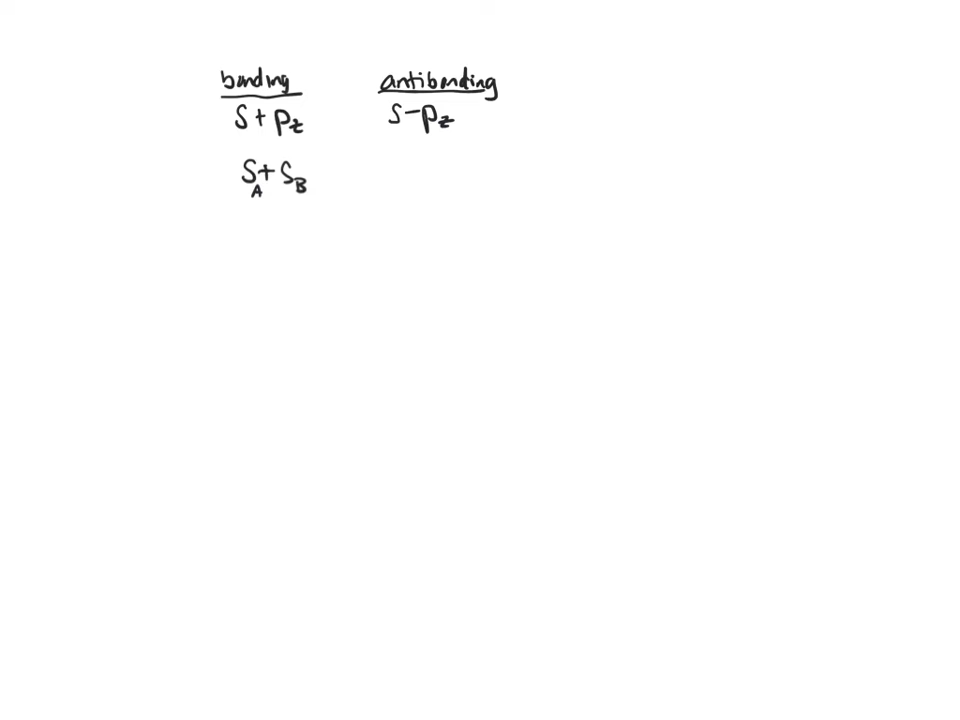 bonding antibonding
S + Pz S - Pz
SA + SB